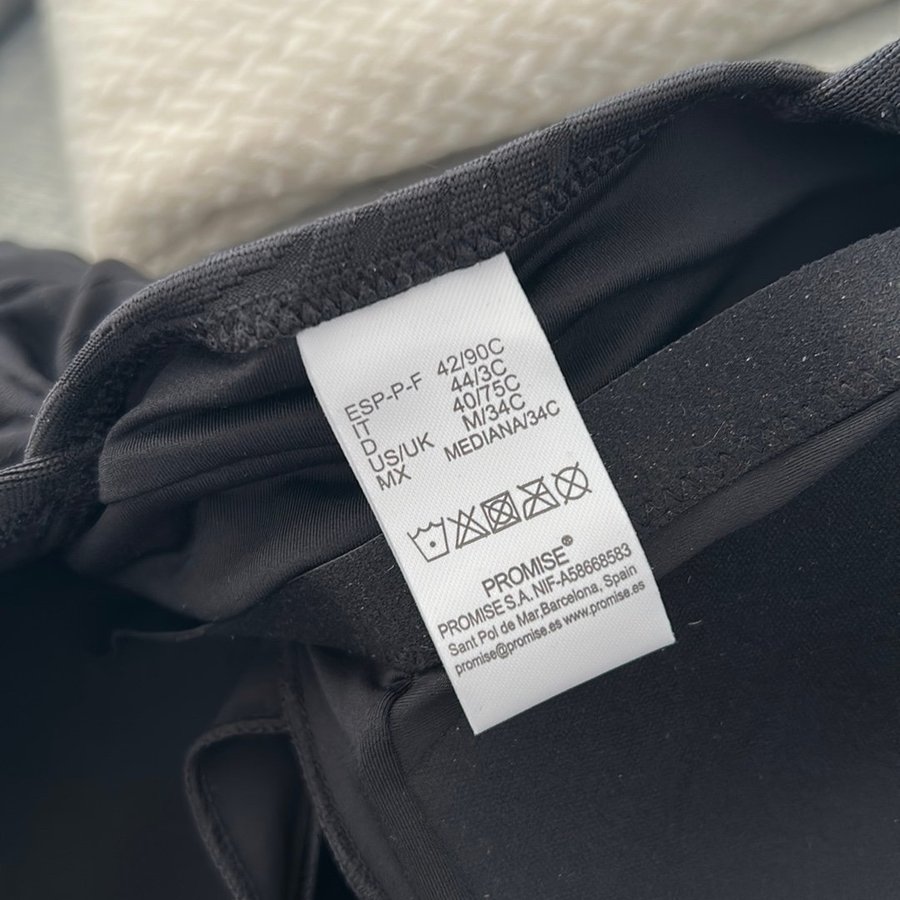 ESP-P-F 42/90C
IT 44/3C
D 40/75C
US/UK M/34C
MX MEDIANA/34C
PROMISE®
PROMISE S.A. NIF-A58668583
Sant Pol de Mar,Barcelona, Spain
promise@promise.es www.promise.es